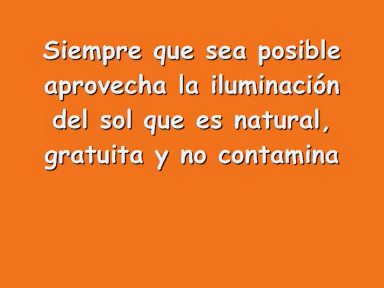 Siempre que sea posible
aprovecha la iluminación
del sol que es natural,
gratuita y no contamina